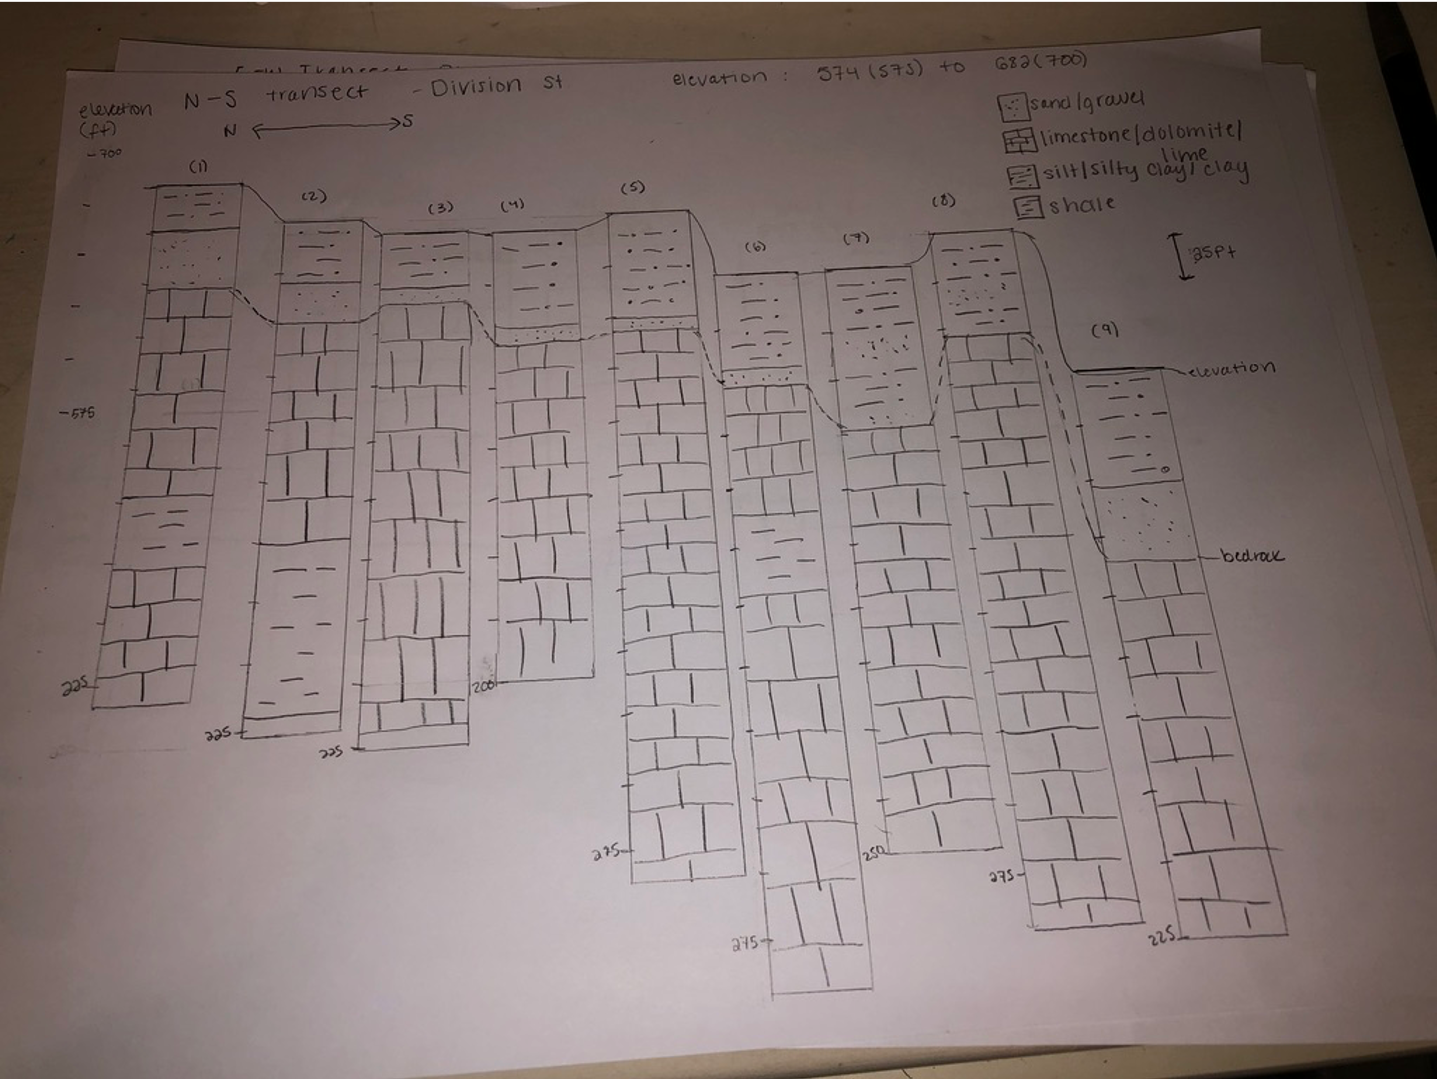 N-S transect - Division St elevation : 574 (575) to 682(700)
elevation
(ft)
N S
-700
sand/gravel
limestone/dolomite/
lime
silt/silty clay/clay
shale
(1)
(2)
(3)
(4)
(5)
(6)
(7)
(8)
(9)
25ft
elevation
-575
bedrock
225
225
225
200
275
275
250
275
225